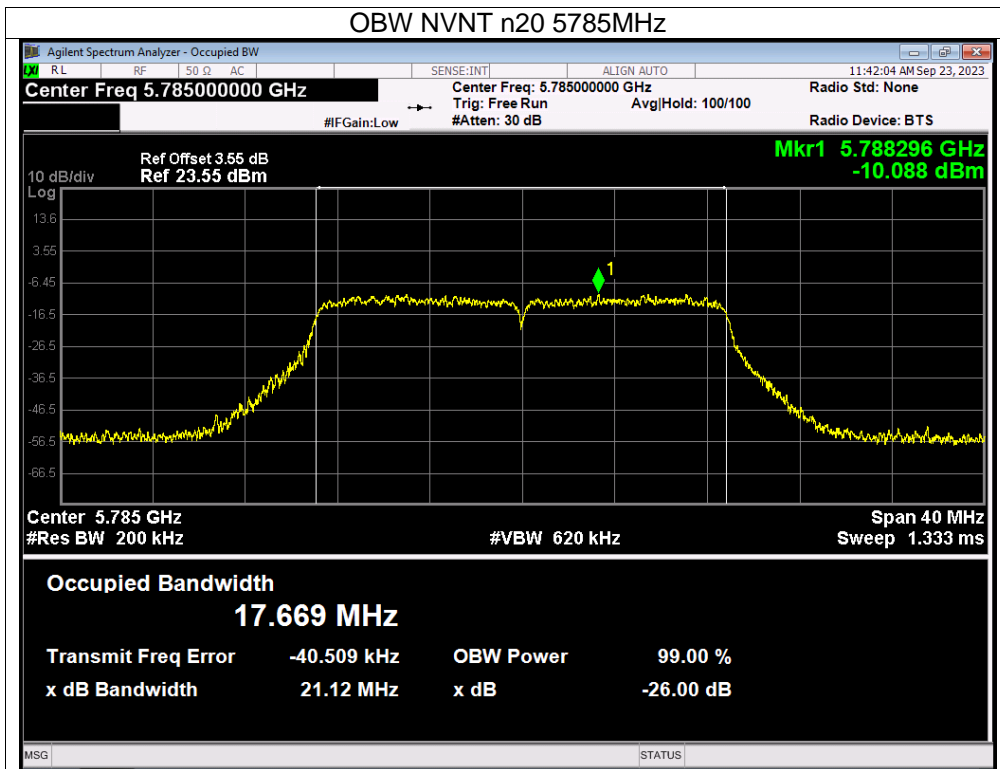 OBW NVNT n20 5785MHz
Agilent Spectrum Analyzer - Occupied BW
LXI RL RF 50 Ω AC SENSE:INT ALIGN AUTO 11:42:04 AM Sep 23, 2023
Center Freq 5.785000000 GHz Center Freq: 5.785000000 GHz Radio Std: None
Trig: Free Run Avg|Hold: 100/100
#IFGain:Low #Atten: 30 dB Radio Device: BTS
Mkr1 5.788296 GHz
-10.088 dBm
Ref Offset 3.55 dB
10 dB/div Ref 23.55 dBm
Log
13.6
3.55
1
-6.45
-16.5
-26.5
-36.5
-46.5
-56.5
-66.5
Center 5.785 GHz Span 40 MHz
#Res BW 200 kHz #VBW 620 kHz Sweep 1.333 ms
Occupied Bandwidth
17.669 MHz
Transmit Freq Error -40.509 kHz OBW Power 99.00 %
x dB Bandwidth 21.12 MHz x dB -26.00 dB
MSG STATUS